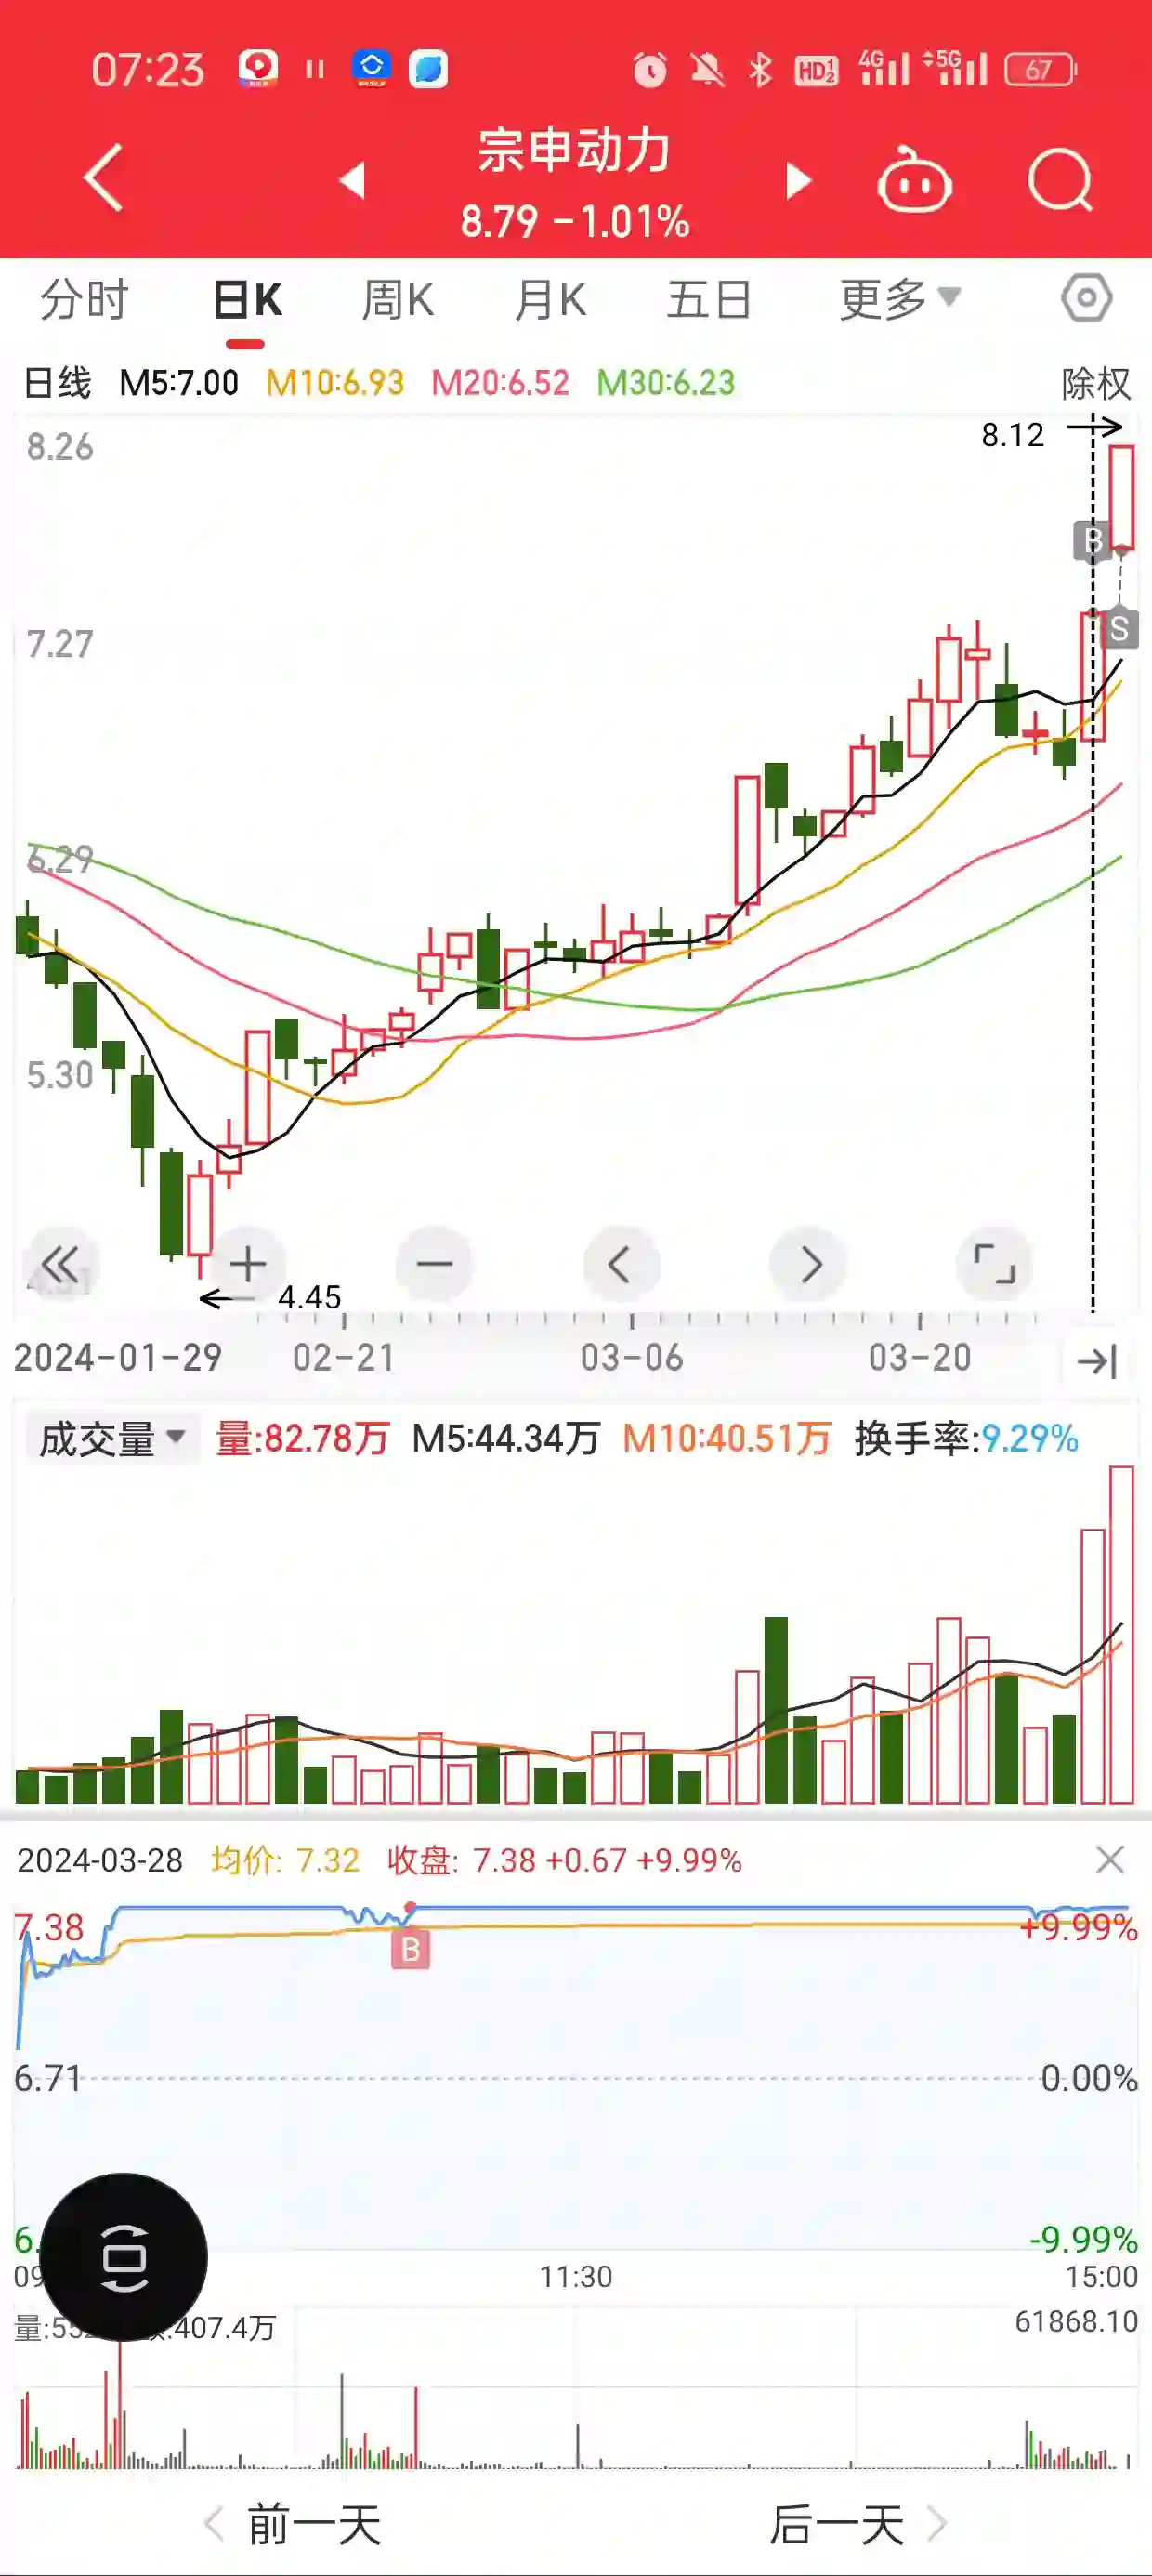 07:23 HD 1 2 4G 5G 67
宗申动力
8.79 -1.01%
分时 日K 周K 月K 五日 更多
日线 M5:7.00 M10:6.93 M20:6.52 M30:6.23 除权
8.12
8.26
B
7.27
S
6.29
5.30
4.45
2024-01-29 02-21 03-06 03-20
成交量 量:82.78万 M5:44.34万 M10:40.51万 换手率:9.29%
2024-03-28 均价: 7.32 收盘: 7.38 +0.67 +9.99%
7.38 +9.99%
B
6.71 0.00%
-9.99%
11:30 15:00
407.4万 61868.10
前一天 后一天